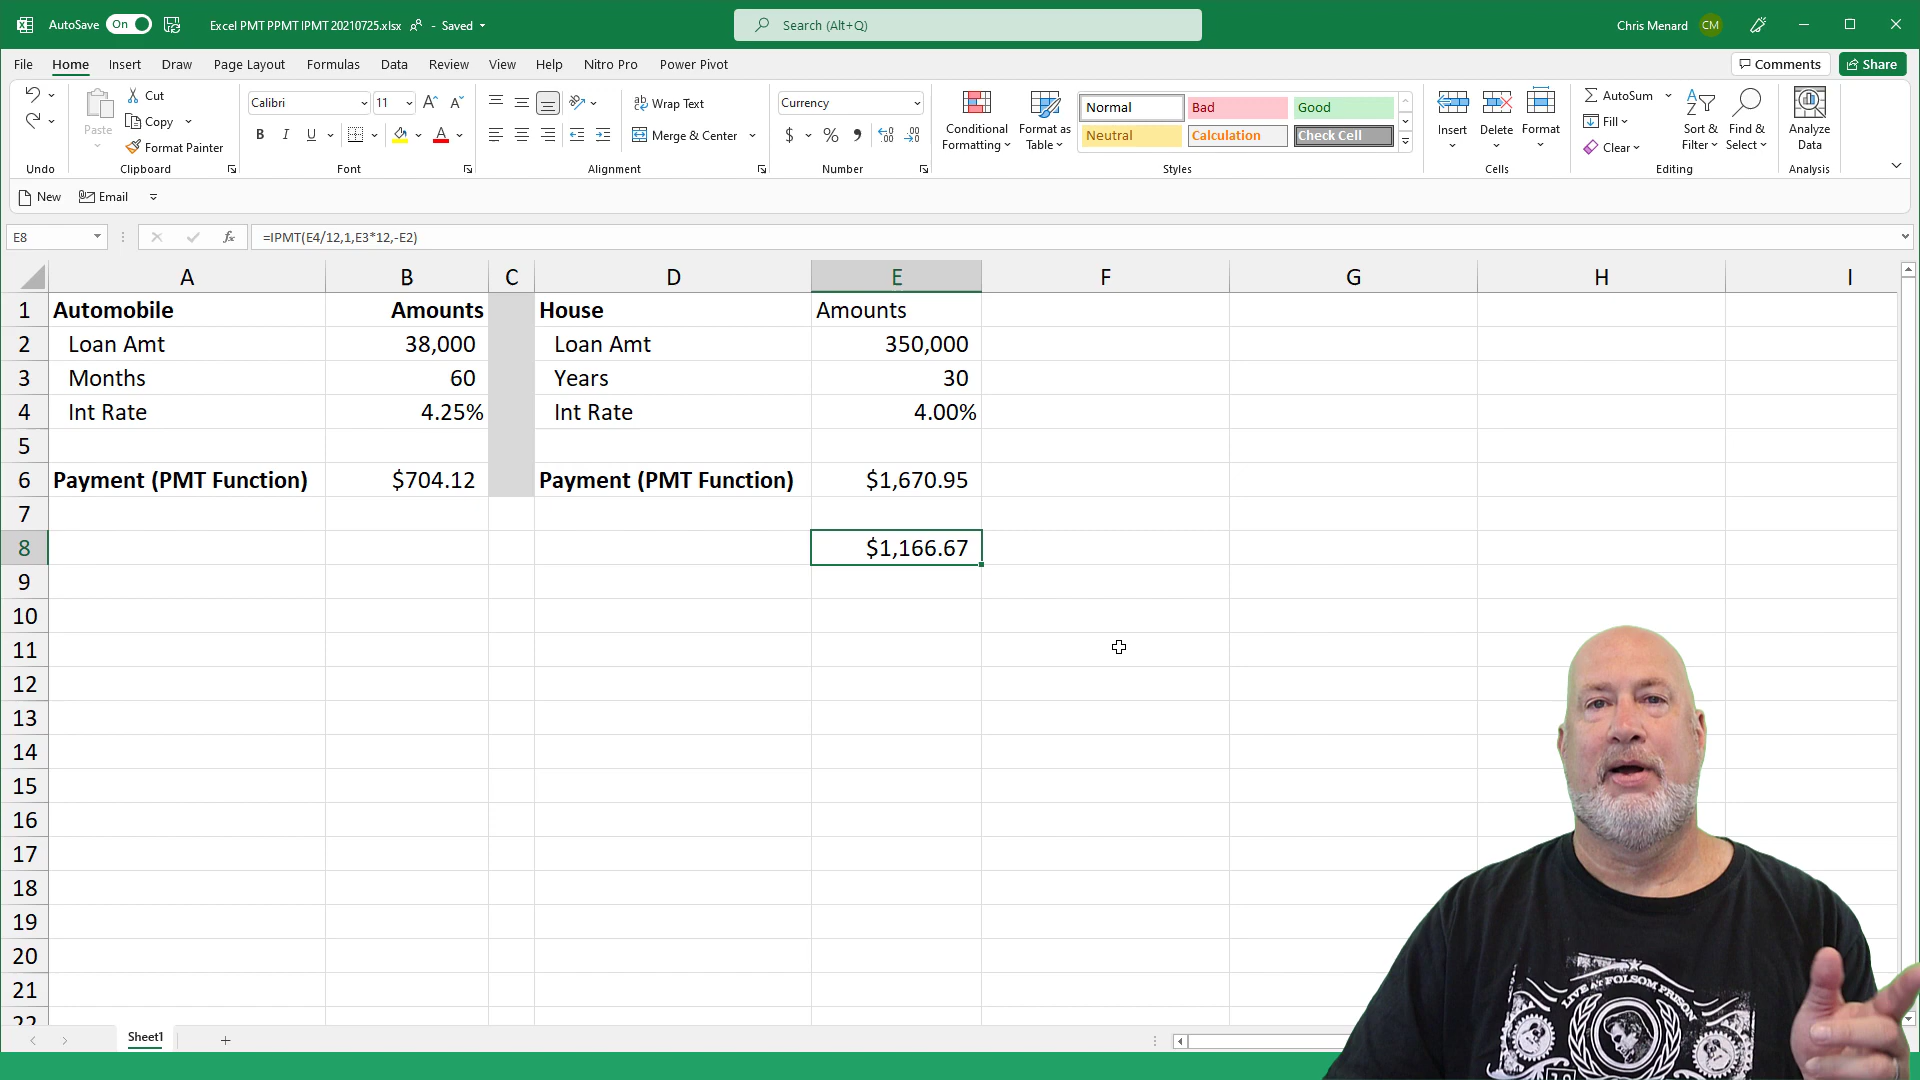 AutoSave On Excel PMT PPMT IPMT 20210725.xlsx - Saved Search (Alt+Q) Chris Menard CM
File Home Insert Draw Page Layout Formulas Data Review View Help Nitro Pro Power Pivot Comments Share
Paste Cut Copy Format Painter
Calibri 11 B I U A
Wrap Text Merge & Center
Currency $ %
Conditional Formatting Format as Table
Normal Bad Good
Neutral Calculation Check Cell
Insert Delete Format
AutoSum Fill Clear Sort & Filter Find & Select Analyze Data
Undo Clipboard Font Alignment Number Styles Cells Editing Analysis
New Email
E8 fx =IPMT(E4/12,1,E3*12,-E2)
A B C D E F G H I
1 Automobile Amounts House Amounts
2 Loan Amt 38,000 Loan Amt 350,000
3 Months 60 Years 30
4 Int Rate 4.25% Int Rate 4.00%
5
6 Payment (PMT Function) $704.12 Payment (PMT Function) $1,670.95
7
8 $1,166.67
9
10
11
12
13
14
15
16
17
18
19
20
21
22
LIVE AT FOLSOM PRISON
Sheet1